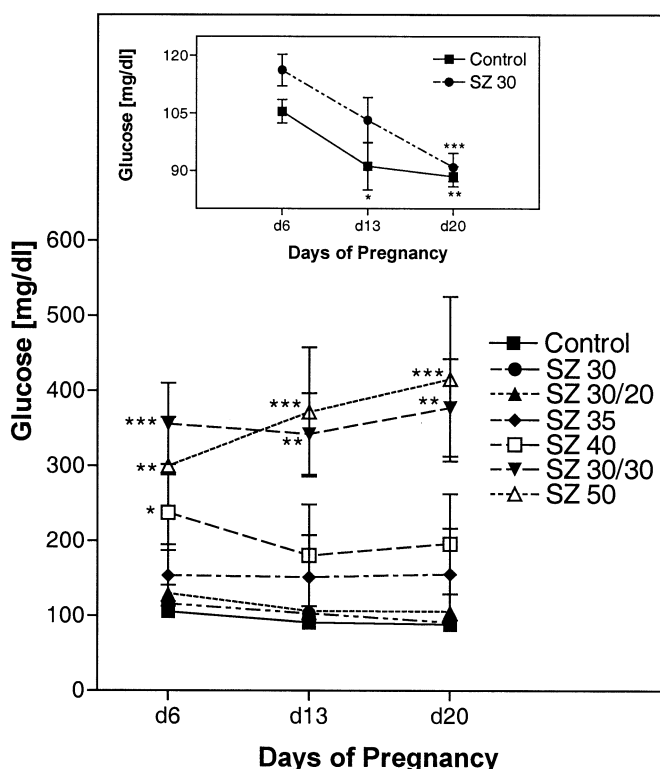 120
105
90
Glucose [mg/dl]
Control
SZ 30
***
*
**
d6
d13
d20
Days of Pregnancy
600
500
400
300
200
100
0
Glucose [mg/dl]
***
**
*
***
**
***
**
Control
SZ 30
SZ 30/20
SZ 35
SZ 40
SZ 30/30
SZ 50
d6
d13
d20
Days of Pregnancy